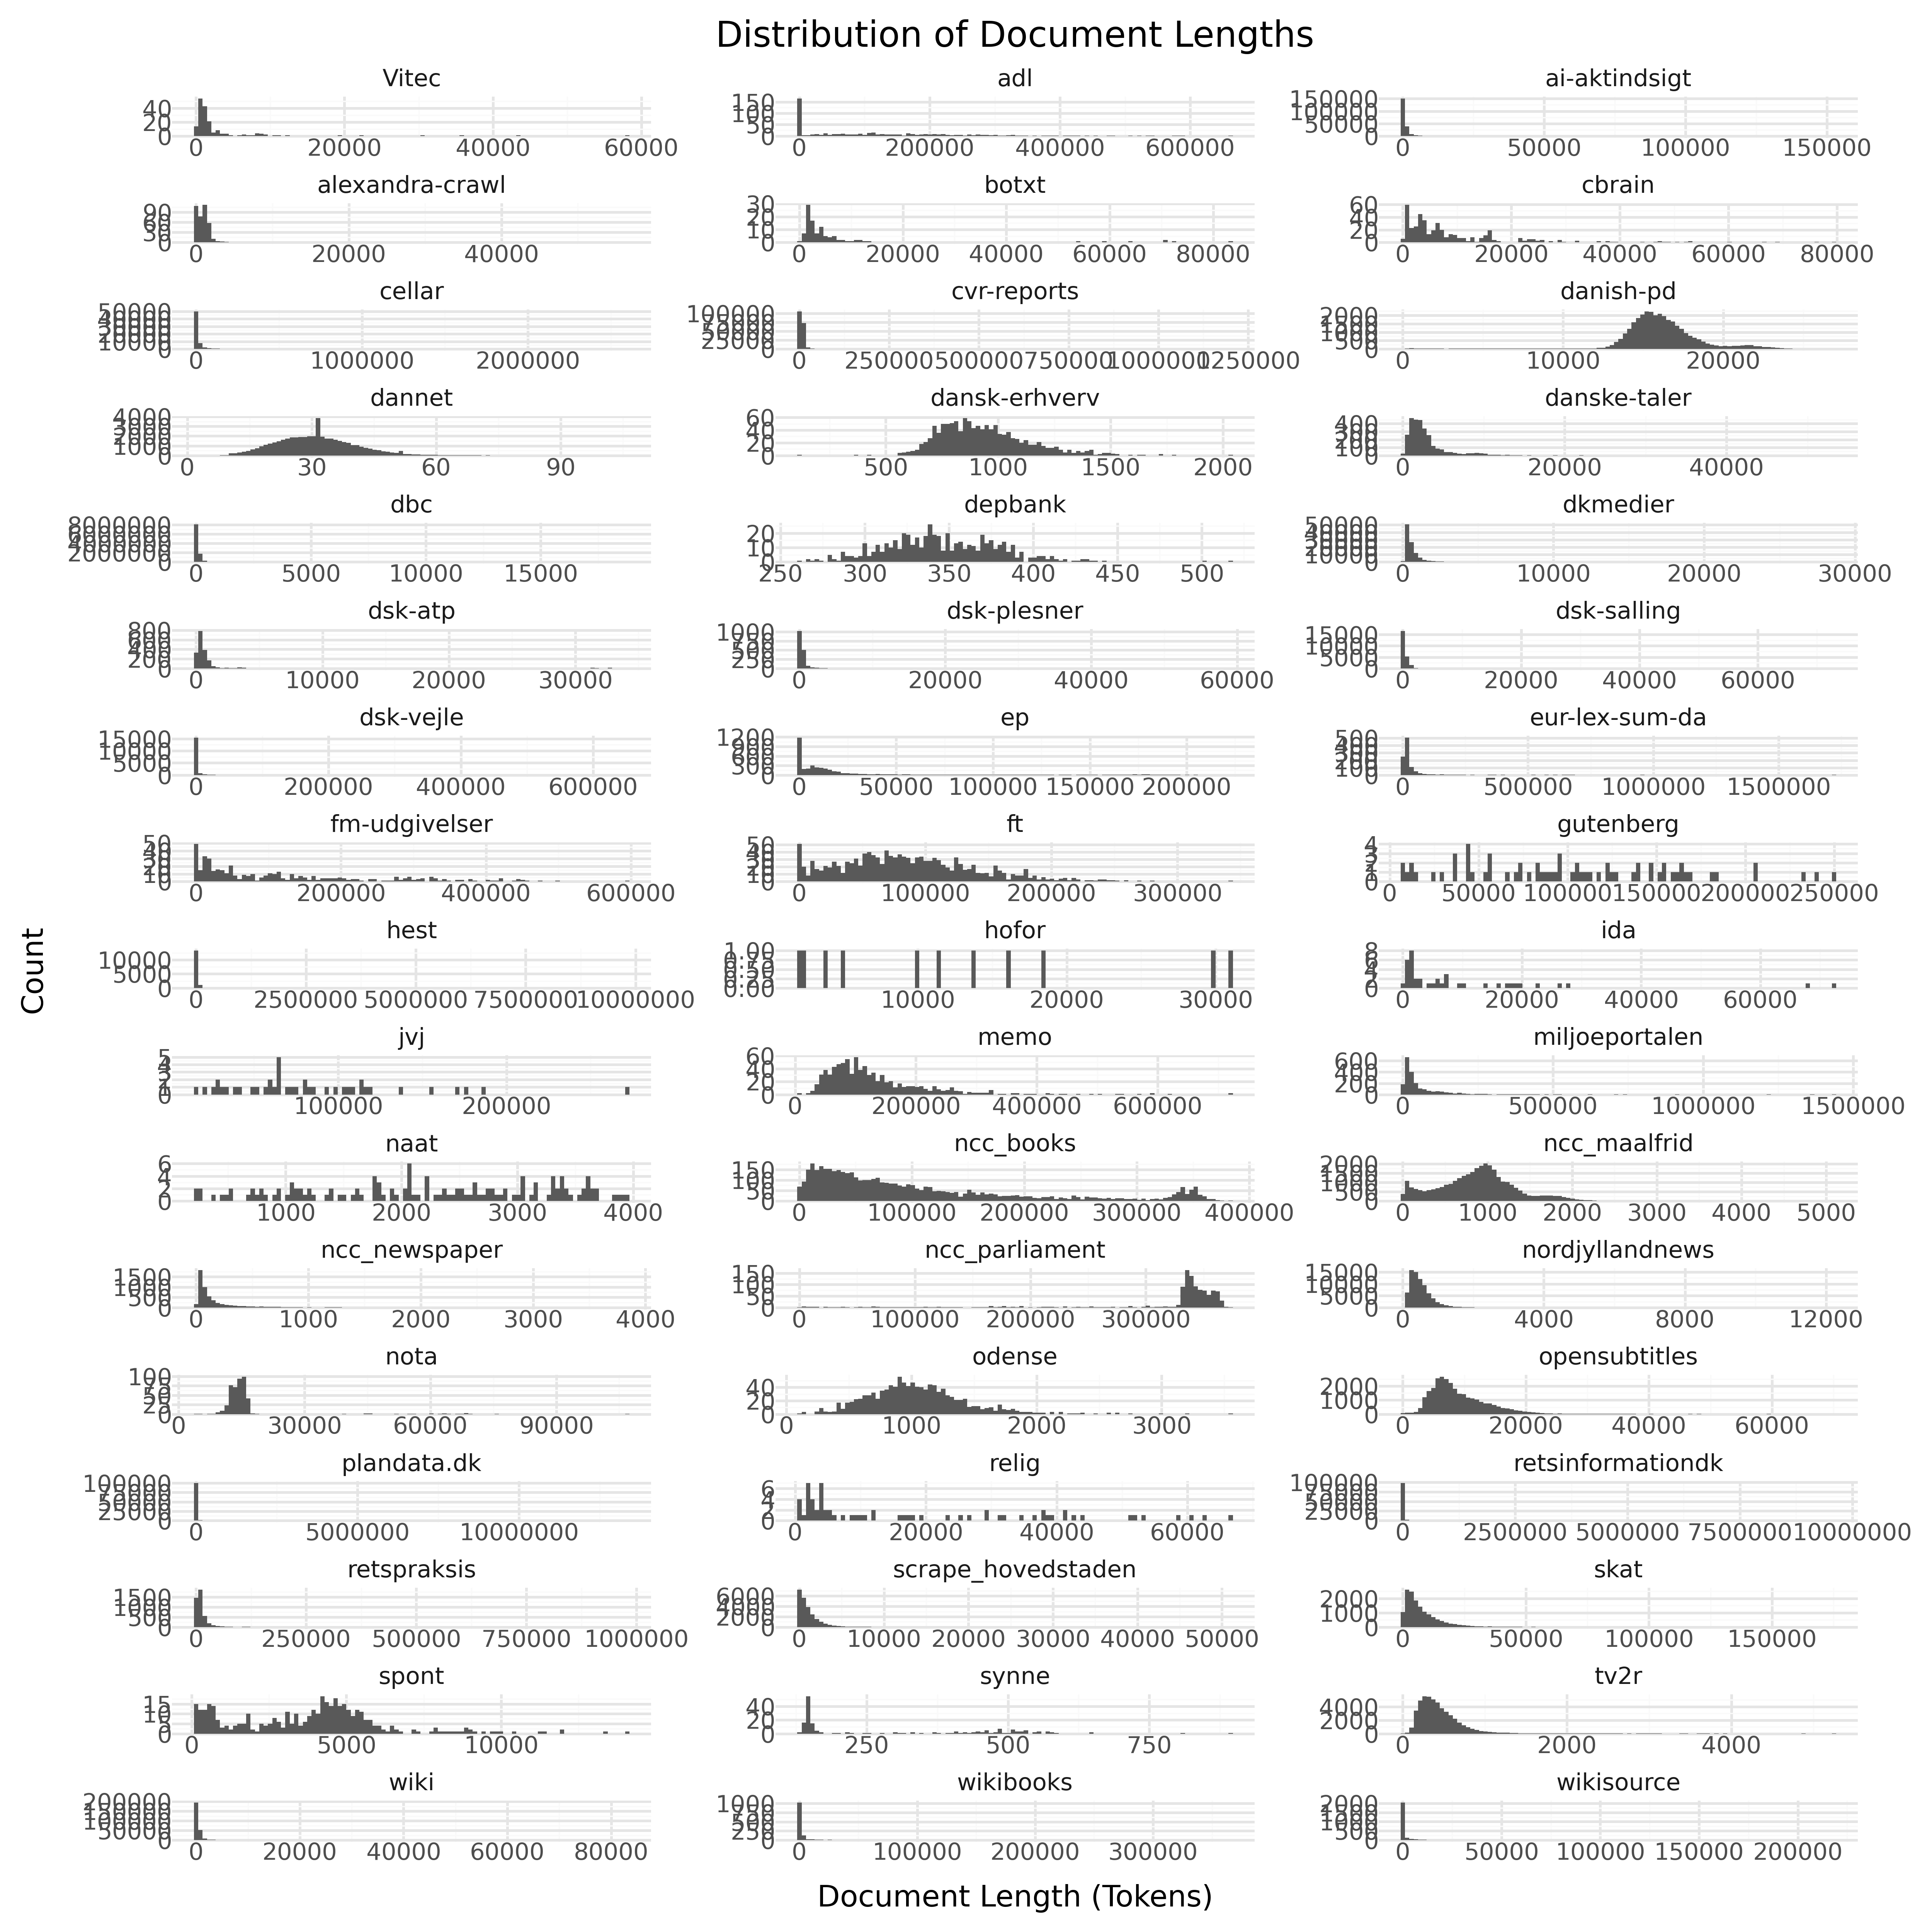 Distribution of Document Lengths
Vitec
40
20
0
0 20000 40000 60000
adl
150
100
50
0
0 200000 400000 600000
ai-aktindsigt
150000
100000
50000
0
0 50000 100000 150000
alexandra-crawl
90
60
30
0
0 20000 40000
botxt
30
20
10
0
0 20000 40000 60000 80000
cbrain
60
40
20
0
0 20000 40000 60000 80000
cellar
50000
10000
0
0 1000000 2000000
cvr-reports
100000
75000
50000
25000
0
0 2500000 5000000 7500000 10000000 12500000
danish-pd
2000
1500
1000
500
0
0 10000 20000
dannet
4000
3000
2000
1000
0
0 30 60 90
dansk-erhverv
60
40
20
0
500 1000 1500 2000
danske-taler
400
300
200
100
0
0 20000 40000
dbc
8000000
6000000
4000000
2000000
0
0 5000 10000 15000
depbank
20
10
0
250 300 350 400 450 500
dkmedier
50000
10000
0
0 10000 20000 30000
dsk-atp
800
600
400
200
0
0 10000 20000 30000
dsk-plesner
1000
750
500
250
0
0 20000 40000 60000
dsk-salling
15000
10000
5000
0
0 20000 40000 60000
dsk-vejle
15000
10000
5000
0
0 200000 400000 600000
ep
1200
900
600
300
0
0 50000 100000 150000 200000
eur-lex-sum-da
500
100
0
0 500000 1000000 1500000
fm-udgivelser
50
10
0
0 200000 400000 600000
ft
50
10
0
0 100000 200000 300000
gutenberg
4
3
2
1
0
0 50000 100000 150000 200000 250000
hest
10000
5000
0
0 2500000 5000000 7500000 10000000
hofor
1.00
0.75
0.50
0.25
0.00
10000 20000 30000
ida
8
6
4
2
0
0 20000 40000 60000
jvj
5
4
3
2
1
0
100000 200000
memo
60
40
20
0
0 200000 400000 600000
miljoeportalen
600
400
200
0
0 500000 1000000 1500000
naat
6
4
2
0
1000 2000 3000 4000
ncc_books
150
100
50
0
0 100000 200000 300000 400000
ncc_maalfrid
2000
1500
1000
500
0
0 1000 2000 3000 4000 5000
ncc_newspaper
1500
1000
500
0
0 1000 2000 3000 4000
ncc_parliament
150
100
50
0
0 100000 200000 300000
nordjyllandnews
15000
10000
5000
0
0 4000 8000 12000
nota
100
75
50
25
0
0 30000 60000 90000
odense
40
20
0
0 1000 2000 3000
opensubtitles
2000
1000
0
0 20000 40000 60000
plandata.dk
100000
75000
50000
25000
0
0 5000000 10000000
relig
6
4
2
0
0 20000 40000 60000
retsinformationdk
100000
75000
50000
25000
0
0 2500000 5000000 7500000 10000000
retspraksis
1500
1000
500
0
0 250000 500000 750000 1000000
scrape_hovedstaden
6000
4000
2000
0
0 10000 20000 30000 40000 50000
skat
2000
1000
0
0 50000 100000 150000
spont
15
10
5
0
0 5000 10000
synne
40
20
0
250 500 750
tv2r
4000
2000
0
0 2000 4000
wiki
200000
150000
100000
50000
0
0 20000 40000 60000 80000
wikibooks
1000
750
500
250
0
0 100000 200000 300000
wikisource
2000
1500
1000
500
0
0 50000 100000 150000 200000
Count
Document Length (Tokens)